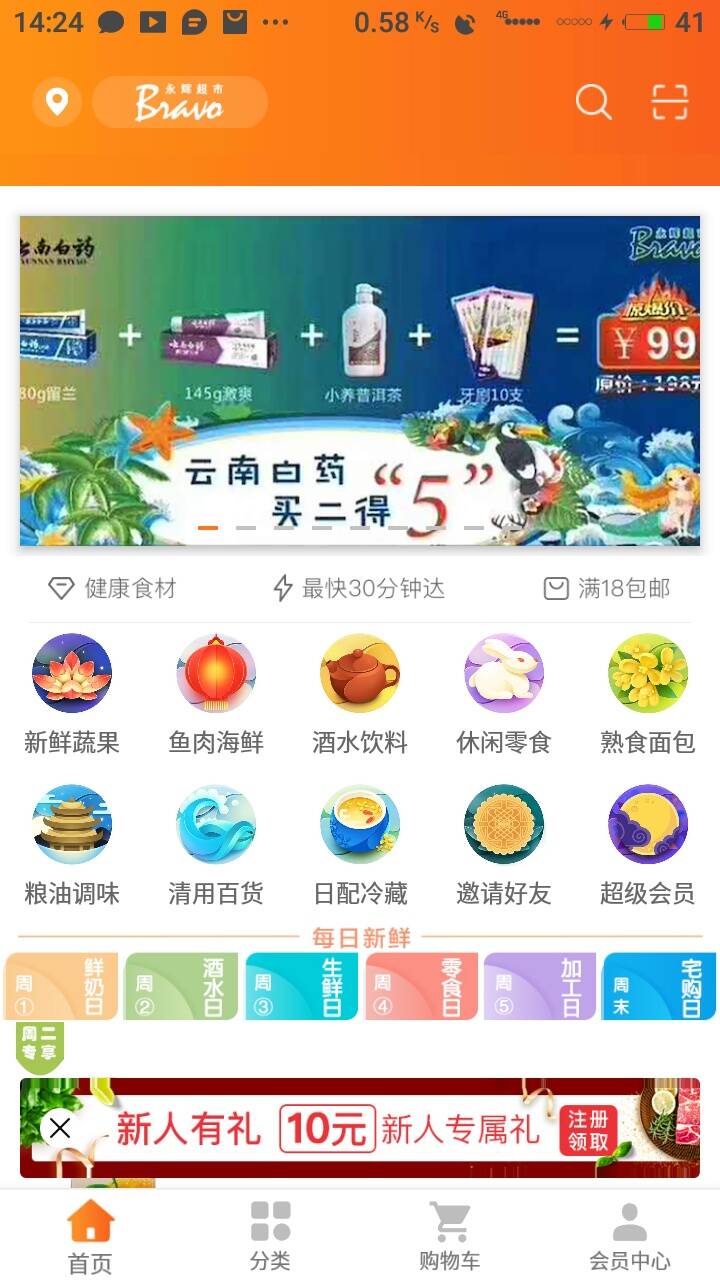 14:24
0.58 K/s
4G
41
永辉超市
Bravo
云南白药
YUNNAN BAIYAO
永辉超市
Bravo
+
+
+
=
惊爆价
¥99
80g留兰
145g激爽
小养普洱茶
牙刷10支
原价：198元
云南白药
买二得“5”
健康食材
最快30分钟达
满18包邮
新鲜蔬果
鱼肉海鲜
酒水饮料
休闲零食
熟食面包
粮油调味
清用百货
日配冷藏
邀请好友
超级会员
每日新鲜
周① 鲜奶日
周② 酒水日
周③ 生鲜日
周④ 零食日
周⑤ 加工日
周末 宅购日
周二专享
新人有礼 10元 新人专属礼
注册领取
首页
分类
购物车
会员中心